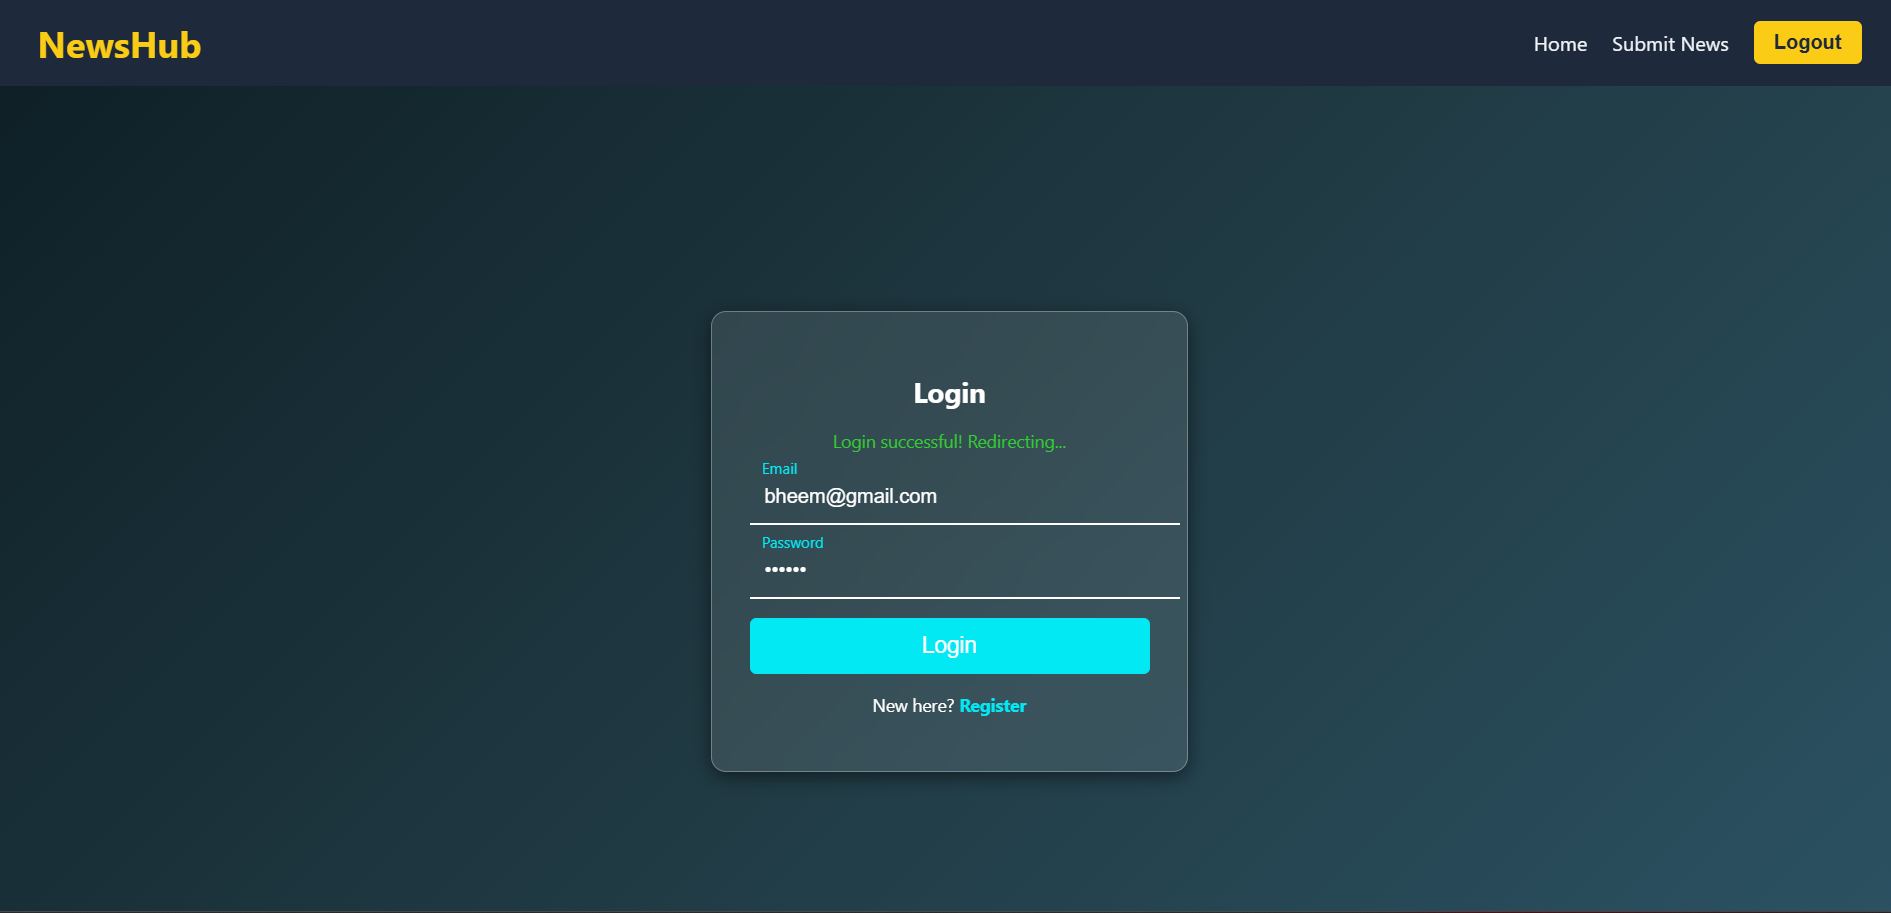 NewsHub
Home Submit News Logout
Login
Login successful! Redirecting...
Email
bheem@gmail.com
Password
••••••
Login
New here? Register